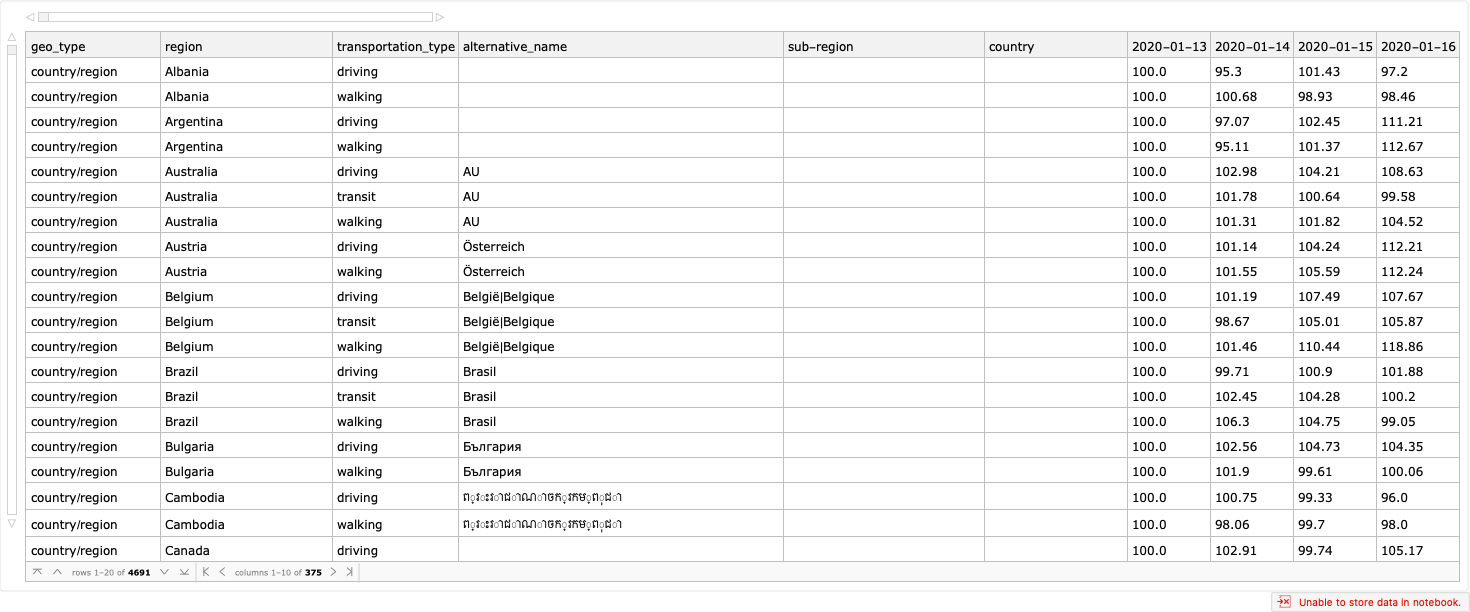 geo_type region transportation_type alternative_name sub-region country 2020-01-13 2020-01-14 2020-01-15 2020-01-16
country/region Albania driving 100.0 95.3 101.43 97.2
country/region Albania walking 100.0 100.68 98.93 98.46
country/region Argentina driving 100.0 97.07 102.45 111.21
country/region Argentina walking 100.0 95.11 101.37 112.67
country/region Australia driving AU 100.0 102.98 104.21 108.63
country/region Australia transit AU 100.0 101.78 100.64 99.58
country/region Australia walking AU 100.0 101.31 101.82 104.52
country/region Austria driving Österreich 100.0 101.14 104.24 112.21
country/region Austria walking Österreich 100.0 101.55 105.59 112.24
country/region Belgium driving België|Belgique 100.0 101.19 107.49 107.67
country/region Belgium transit België|Belgique 100.0 98.67 105.01 105.87
country/region Belgium walking België|Belgique 100.0 101.46 110.44 118.86
country/region Brazil driving Brasil 100.0 99.71 100.9 101.88
country/region Brazil transit Brasil 100.0 102.45 104.28 100.2
country/region Brazil walking Brasil 100.0 106.3 104.75 99.05
country/region Bulgaria driving България 100.0 102.56 104.73 104.35
country/region Bulgaria walking България 100.0 101.9 99.61 100.06
country/region Cambodia driving ព្រះរាជាណាចក្រកម្ពុជា 100.0 100.75 99.33 96.0
country/region Cambodia walking ព្រះរាជាណាចក្រកម្ពុជា 100.0 98.06 99.7 98.0
country/region Canada driving 100.0 102.91 99.74 105.17
rows 1–20 of 4691 columns 1–10 of 375
Unable to store data in notebook.